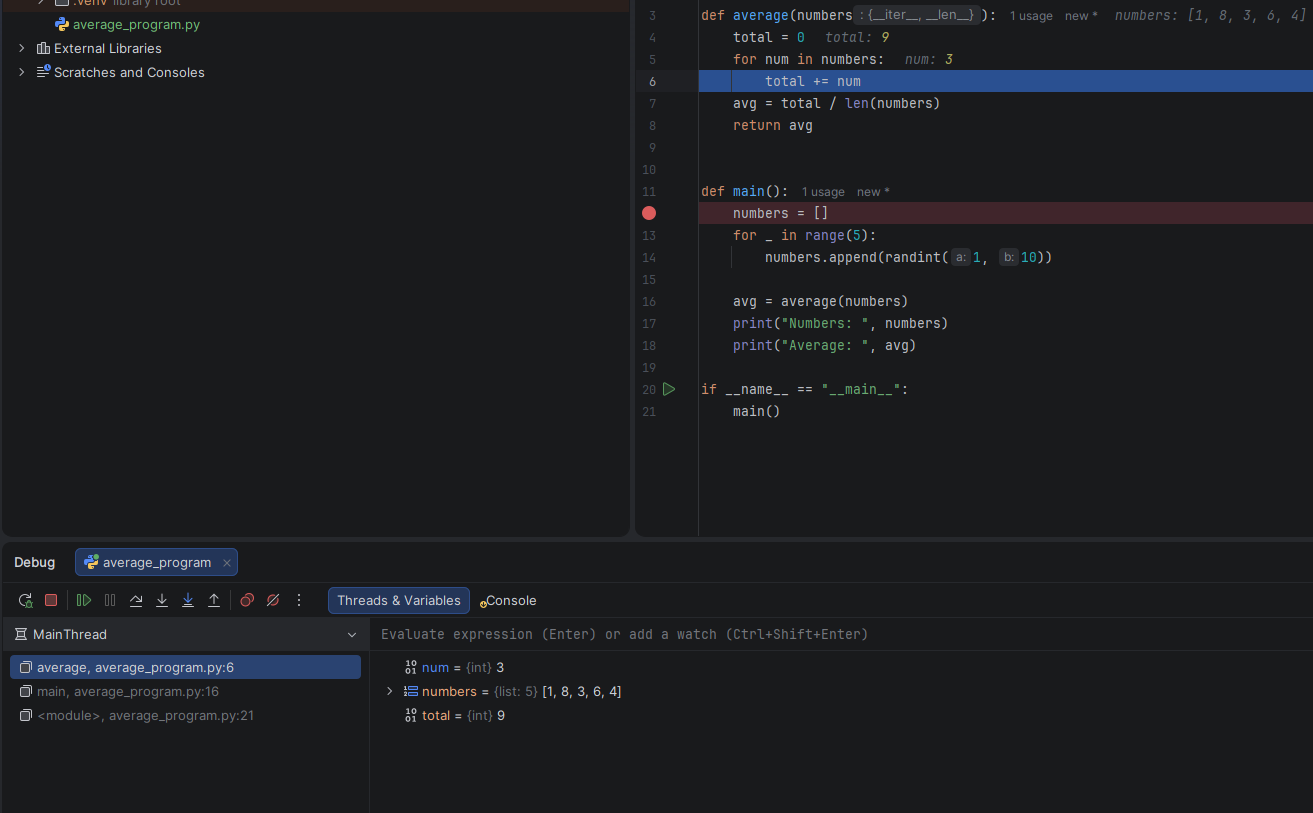 .venv library root
average_program.py
External Libraries
Scratches and Consoles
3 def average(numbers : {__iter__, __len__} ): 1 usage new * numbers: [1, 8, 3, 6, 4]
4 total = 0 total: 9
5 for num in numbers: num: 3
6 total += num
7 avg = total / len(numbers)
8 return avg
9
10
11 def main(): 1 usage new *
numbers = []
13 for _ in range(5):
14 numbers.append(randint( a: 1, b: 10))
15
16 avg = average(numbers)
17 print("Numbers: ", numbers)
18 print("Average: ", avg)
19
20 if __name__ == "__main__":
21 main()
Debug average_program
Threads & Variables Console
MainThread
Evaluate expression (Enter) or add a watch (Ctrl+Shift+Enter)
average, average_program.py:6
main, average_program.py:16
<module>, average_program.py:21
num = {int} 3
numbers = {list: 5} [1, 8, 3, 6, 4]
total = {int} 9